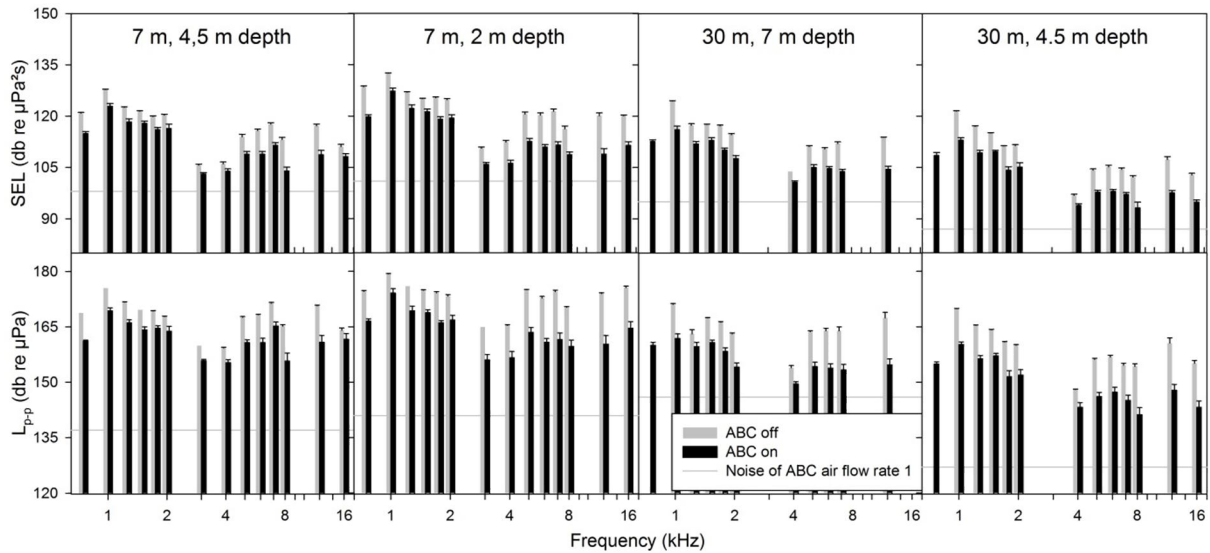 7 m, 4,5 m depth
7 m, 2 m depth
30 m, 7 m depth
30 m, 4.5 m depth
SEL (db re µPa²s)
150
135
120
105
90
L p-p (db re µPa)
180
165
150
135
120
ABC off
ABC on
Noise of ABC air flow rate 1
1 2 4 8 16 1 2 4 8 16 1 2 4 8 16 1 2 4 8 16
Frequency (kHz)